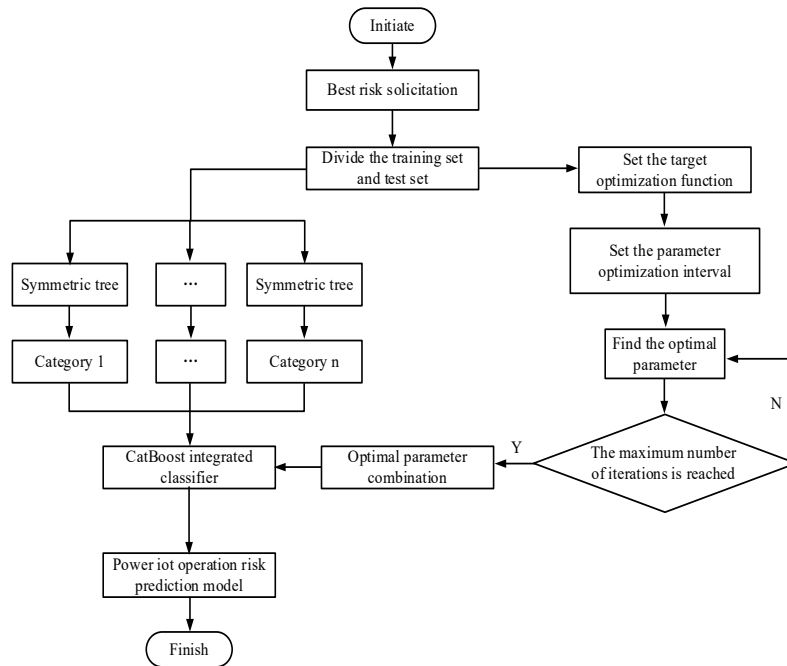 Initiate
Best risk solicitation
Divide the training set
and test set
Set the target
optimization function
Set the parameter
optimization interval
Symmetric tree
...
Symmetric tree
Category 1
...
Category n
Find the optimal
parameter
N
The maximum number
of iterations is reached
Y
Optimal parameter
combination
CatBoost integrated
classifier
Power iot operation risk
prediction model
Finish